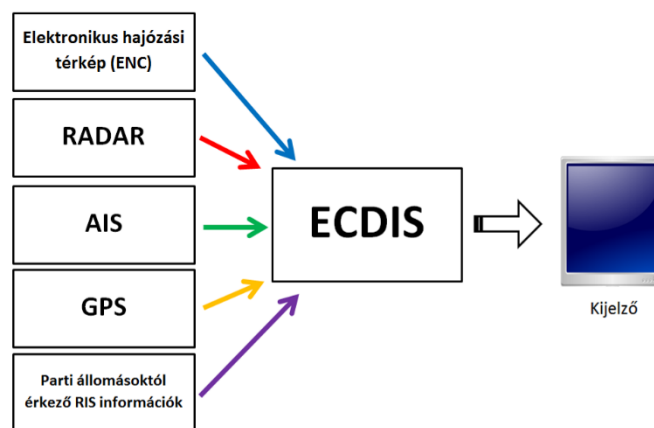 Elektronikus hajózási
térkép (ENC)
RADAR
AIS
GPS
Parti állomásoktól
érkező RIS információk
ECDIS
Kijelző